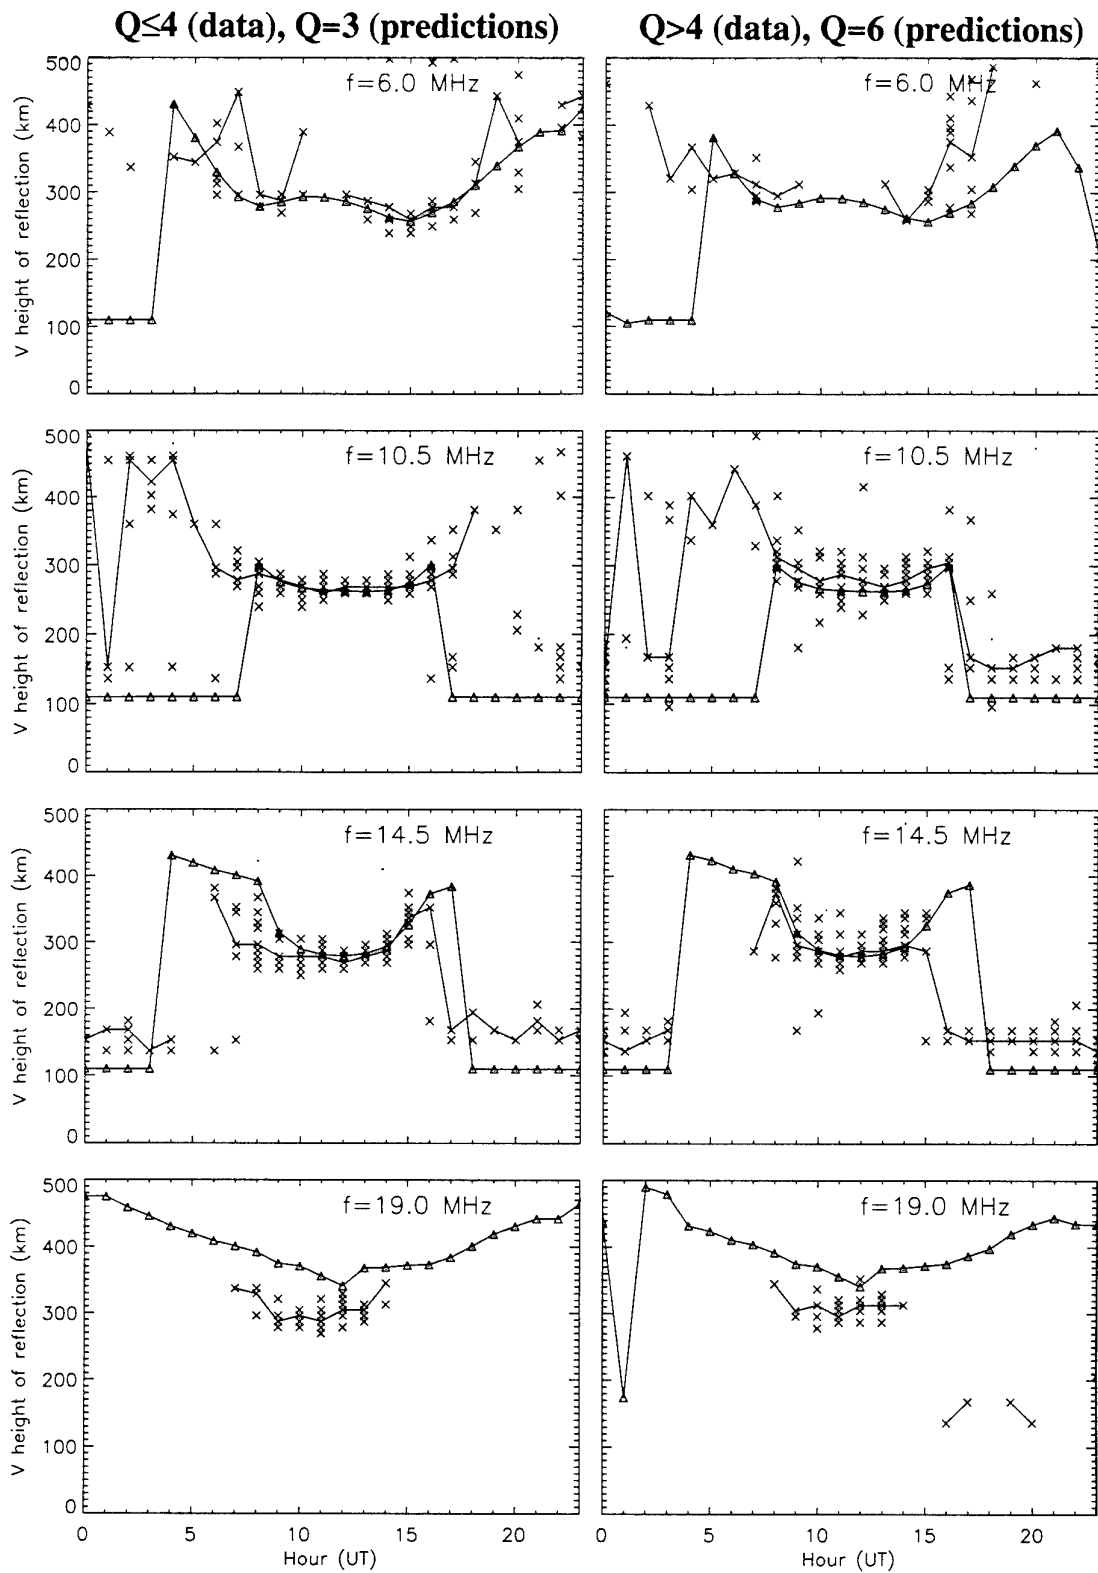 Q≤4 (data), Q=3 (predictions)
Q>4 (data), Q=6 (predictions)
V height of reflection (km)
500
400
300
200
100
0
f=6.0 MHz
f=6.0 MHz
V height of reflection (km)
500
400
300
200
100
0
f=10.5 MHz
f=10.5 MHz
V height of reflection (km)
500
400
300
200
100
0
f=14.5 MHz
f=14.5 MHz
V height of reflection (km)
500
400
300
200
100
0
f=19.0 MHz
f=19.0 MHz
0 5 10 15 20
Hour (UT)
0 5 10 15 20
Hour (UT)